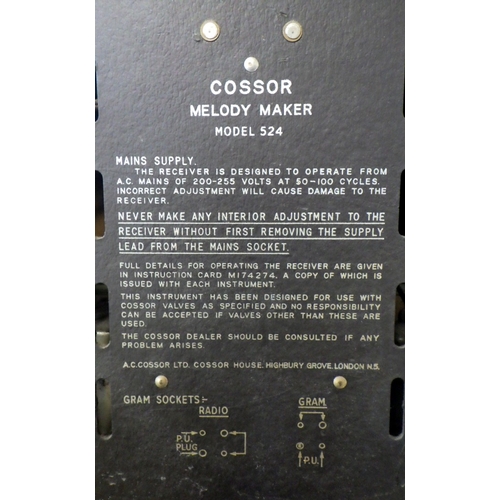 COSSOR
MELODY MAKER
MODEL 524
MAINS SUPPLY.
THE RECEIVER IS DESIGNED TO OPERATE FROM
A.C. MAINS OF 200-255 VOLTS AT 50-100 CYCLES.
INCORRECT ADJUSTMENT WILL CAUSE DAMAGE TO THE
RECEIVER.
NEVER MAKE ANY INTERIOR ADJUSTMENT TO THE
RECEIVER WITHOUT FIRST REMOVING THE SUPPLY
LEAD FROM THE MAINS SOCKET.
FULL DETAILS FOR OPERATING THE RECEIVER ARE GIVEN
IN INSTRUCTION CARD MI74274. A COPY OF WHICH IS
ISSUED WITH EACH INSTRUMENT.
THIS INSTRUMENT HAS BEEN DESIGNED FOR USE WITH
COSSOR VALVES AS SPECIFIED AND NO RESPONSIBILITY
CAN BE ACCEPTED IF VALVES OTHER THAN THESE ARE
USED.
THE COSSOR DEALER SHOULD BE CONSULTED IF ANY
PROBLEM ARISES.
A.C.COSSOR LTD. COSSOR HOUSE, HIGHBURY GROVE, LONDON N.5.
GRAM SOCKETS:-
RADIO
GRAM.
P.U.
PLUG
P.U.